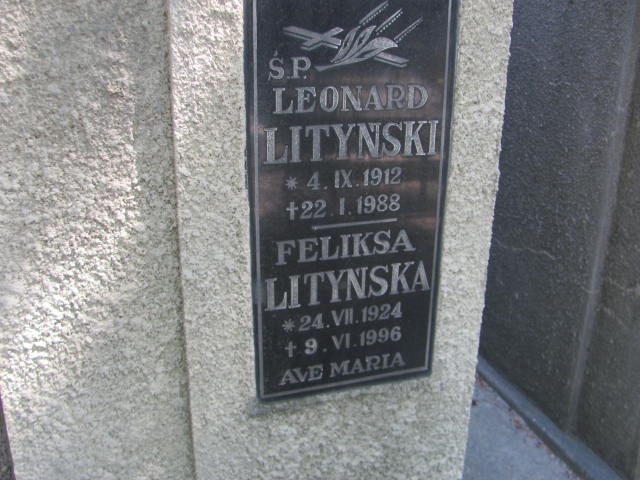 Ś.P.
LEONARD
LITYŃSKI
* 4.IX.1912
† 22.I.1988
FELIKSA
LITYŃSKA
* 24.VII.1924
† 9.VI.1996
AVE MARIA